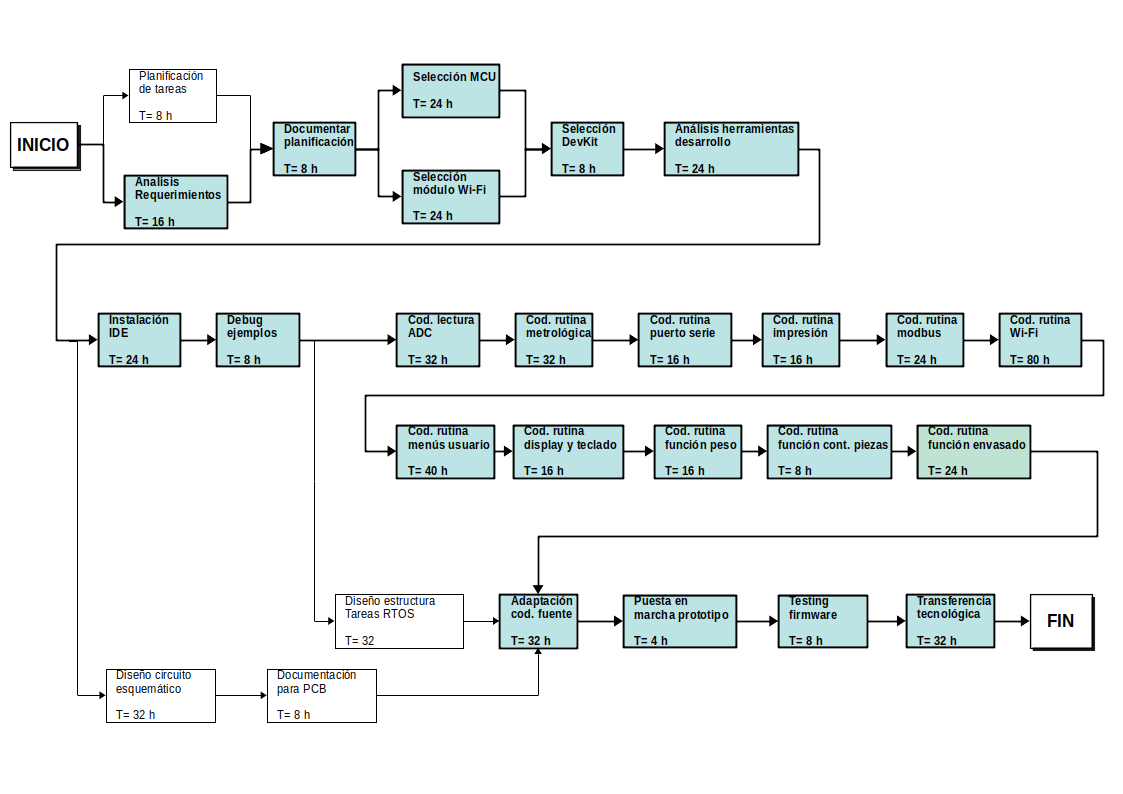 Planificación
de tareas
T= 8 h
INICIO
Análisis
Requerimientos
T= 16 h
Documentar
planificación
T= 8 h
Selección MCU
T= 24 h
Selección
módulo Wi-Fi
T= 24 h
Selección
DevKit
T= 8 h
Análisis herramientas
desarrollo
T= 24 h
Instalación
IDE
T= 24 h
Debug
ejemplos
T= 8 h
Cod. lectura
ADC
T= 32 h
Cod. rutina
metrológica
T= 32 h
Cod. rutina
puerto serie
T= 16 h
Cod. rutina
impresión
T= 16 h
Cod. rutina
modbus
T= 24 h
Cod. rutina
Wi-Fi
T= 80 h
Cod. rutina
menús usuario
T= 40 h
Cod. rutina
display y teclado
T= 16 h
Cod. rutina
función peso
T= 16 h
Cod. rutina
función cont. piezas
T= 8 h
Cod. rutina
función envasado
T= 24 h
Diseño estructura
Tareas RTOS
T= 32
Adaptación
cod. fuente
T= 32 h
Puesta en
marcha prototipo
T= 4 h
Testing
firmware
T= 8 h
Transferencia
tecnológica
T= 32 h
FIN
Diseño circuito
esquemático
T= 32 h
Documentación
para PCB
T= 8 h